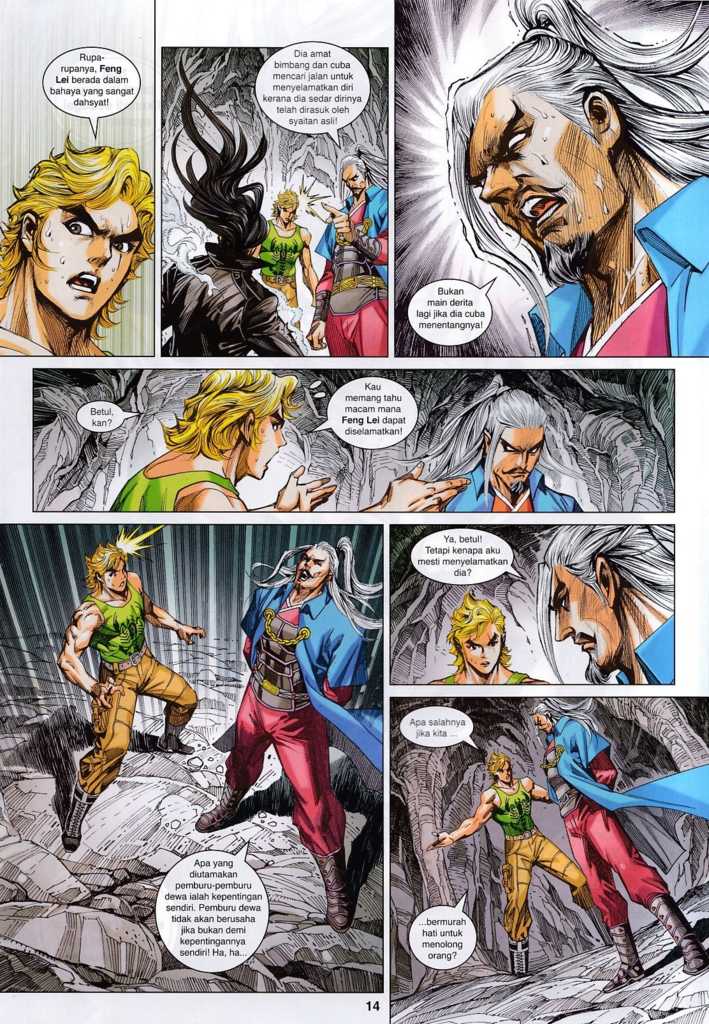 Rupa-
rupanya, Feng
Lei berada dalam
bahaya yang sangat
dahsyat!
Dia amat
bimbang dan cuba
mencari jalan untuk
menyelamatkan diri
kerana dia sedar dirinya
telah dirasuk oleh
syaitan asli!
Bukan
main derita
lagi jika dia cuba
menentangnya!
Betul,
kan?
Kau
memang tahu
macam mana
Feng Lei dapat
diselamatkan!
Ya, betul!
Tetapi kenapa aku
mesti menyelamatkan
dia?
Apa yang
diutamakan
pemburu-pemburu
dewa ialah kepentingan
sendiri. Pemburu dewa
tidak akan berusaha
jika bukan demi
kepentingannya
sendiri! Ha, ha...
Apa salahnya
jika kita ...
...bermurah
hati untuk
menolong
orang?
14